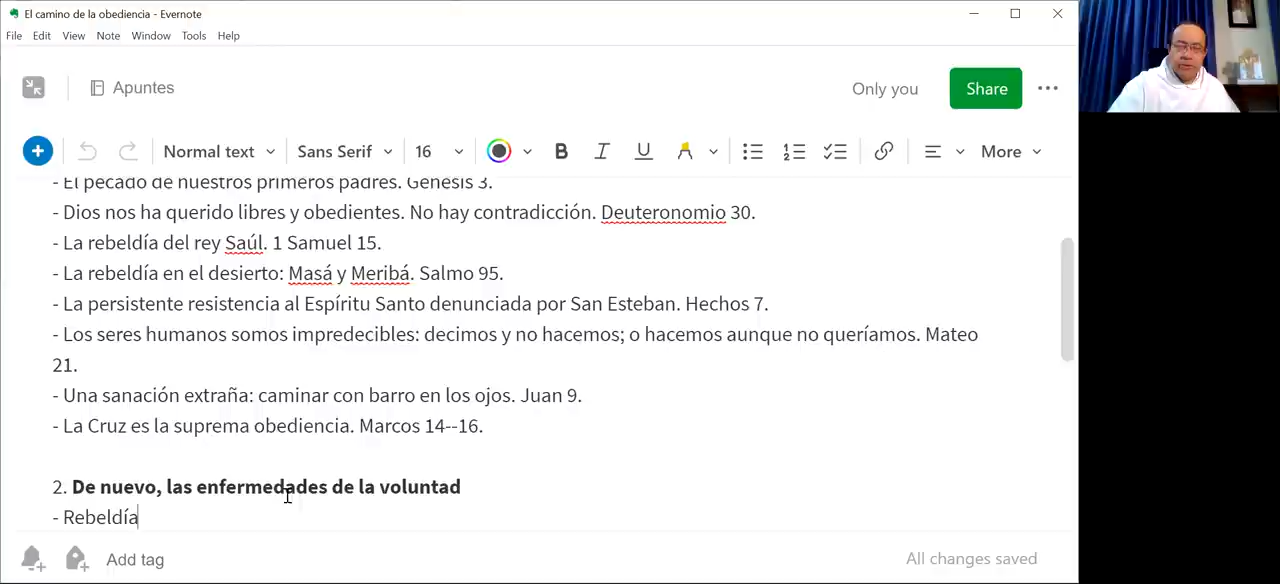 El camino de la obediencia - Evernote
File Edit View Note Window Tools Help
Apuntes
Only you
Share
Normal text
Sans Serif
16
B I U
More
- El pecado de nuestros primeros padres. Génesis 3.
- Dios nos ha querido libres y obedientes. No hay contradicción. Deuteronomio 30.
- La rebeldía del rey Saúl. 1 Samuel 15.
- La rebeldía en el desierto: Masá y Meribá. Salmo 95.
- La persistente resistencia al Espíritu Santo denunciada por San Esteban. Hechos 7.
- Los seres humanos somos impredecibles: decimos y no hacemos; o hacemos aunque no queríamos. Mateo
21.
- Una sanación extraña: caminar con barro en los ojos. Juan 9.
- La Cruz es la suprema obediencia. Marcos 14--16.
2. De nuevo, las enfermedades de la voluntad
- Rebeldía
Add tag
All changes saved